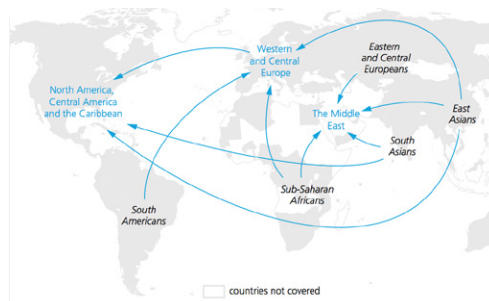 Western
and Central
Europe
Eastern
and Central
Europeans
North America,
Central America
and the Caribbean
The Middle
East
East
Asians
South
Asians
Sub-Saharan
Africans
South
Americans
countries not covered